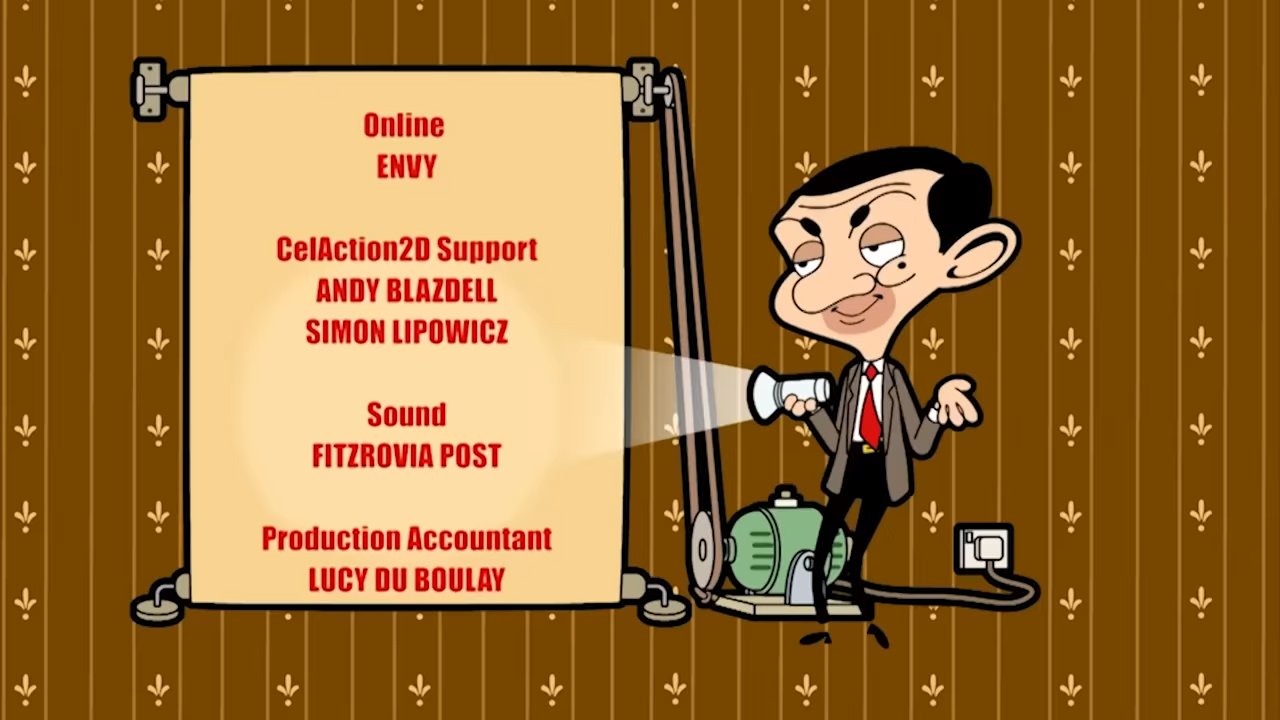 Online
ENVY
CelAction2D Support
ANDY BLAZDELL
SIMON LIPOWICZ
Sound
FITZROVIA POST
Production Accountant
LUCY DU BOULAY